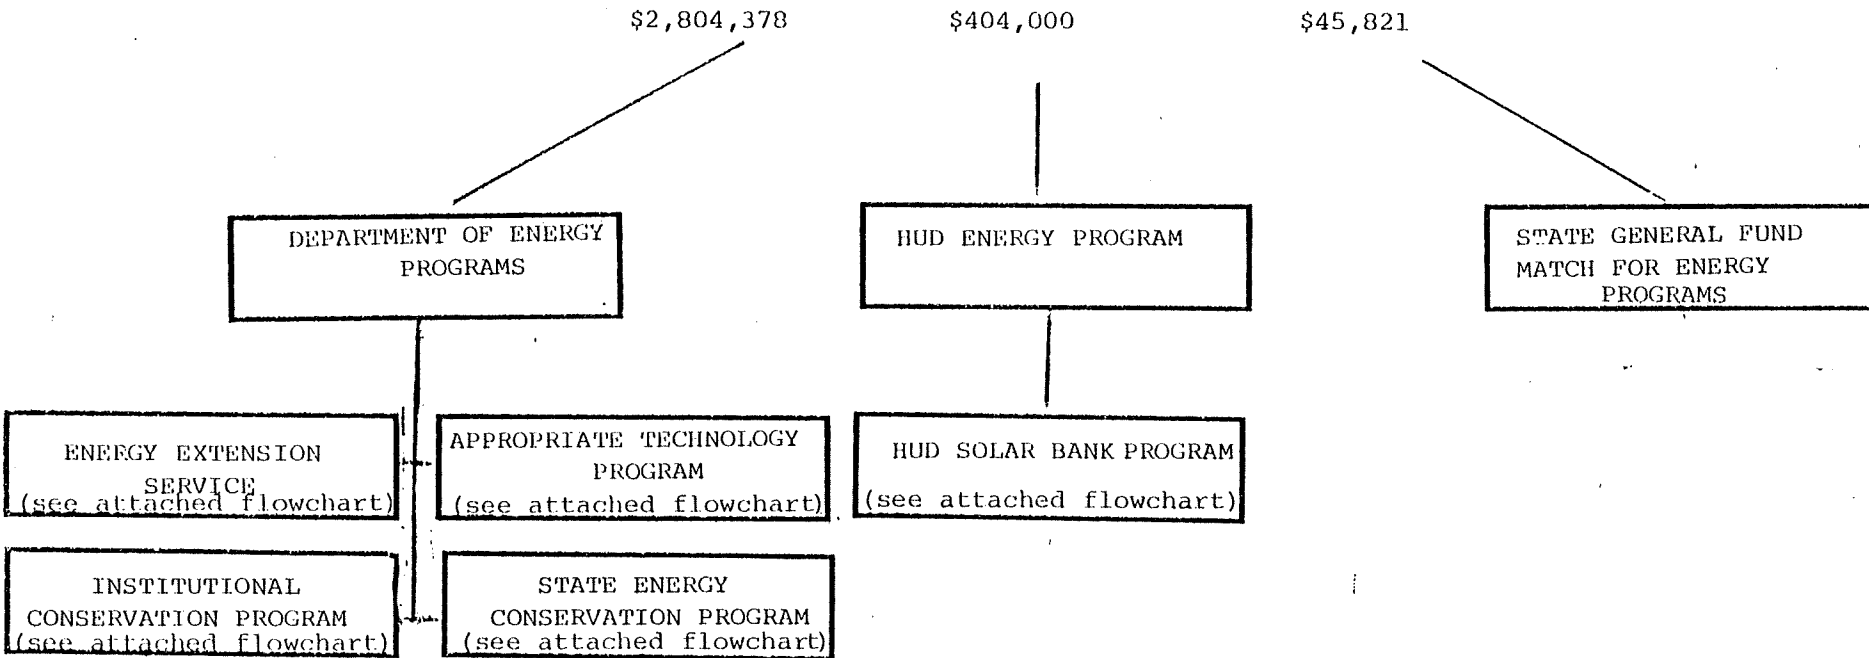 $2,804,378 $404,000 $45,821
DEPARTMENT OF ENERGY
PROGRAMS
HUD ENERGY PROGRAM
STATE GENERAL FUND
MATCH FOR ENERGY
PROGRAMS
ENERGY EXTENSION
SERVICE
(see attached flowchart)
APPROPRIATE TECHNOLOGY
PROGRAM
(see attached flowchart)
HUD SOLAR BANK PROGRAM
(see attached flowchart)
INSTITUTIONAL
CONSERVATION PROGRAM
(see attached flowchart)
STATE ENERGY
CONSERVATION PROGRAM
(see attached flowchart)